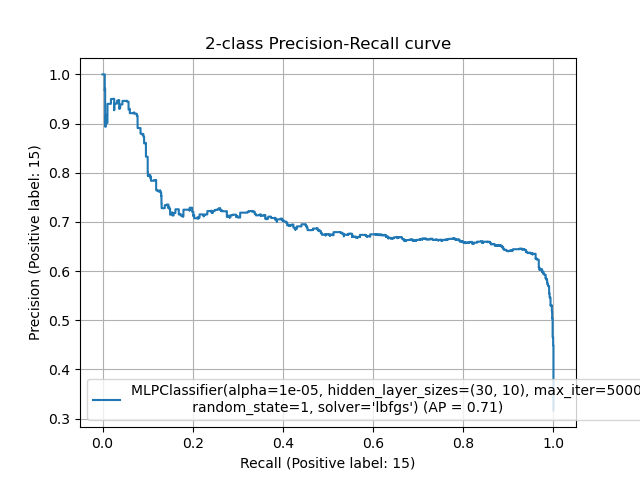 2-class Precision-Recall curve
1.0
0.9
0.8
0.7
0.6
0.5
0.4
0.3
Precision (Positive label: 15)
MLPClassifier(alpha=1e-05, hidden_layer_sizes=(30, 10), max_iter=5000
random_state=1, solver='lbfgs') (AP = 0.71)
0.0 0.2 0.4 0.6 0.8 1.0
Recall (Positive label: 15)